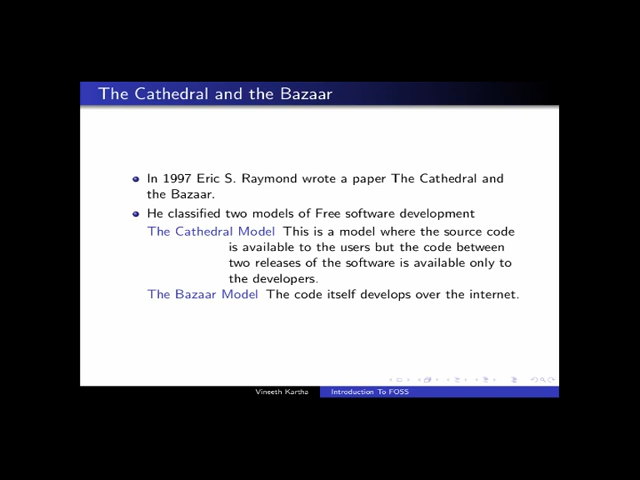 The Cathedral and the Bazaar
In 1997 Eric S. Raymond wrote a paper The Cathedral and
the Bazaar.
He classified two models of Free software development
The Cathedral Model This is a model where the source code
is available to the users but the code between
two releases of the software is available only to
the developers.
The Bazaar Model The code itself develops over the internet.
Vineeth Kartha Introduction To FOSS